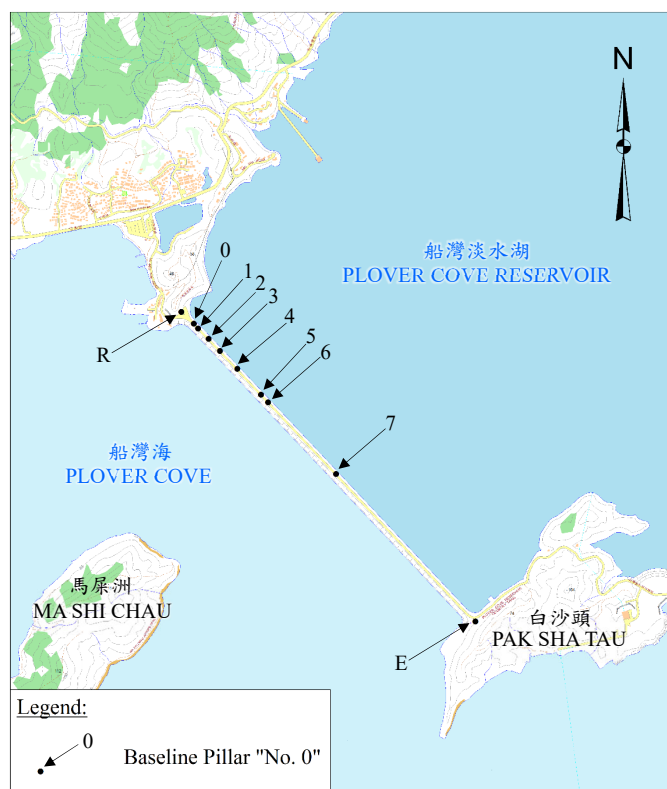 N
船灣淡水湖
PLOVER COVE RESERVOIR
0
1
2
3
4
5
6
R
7
船灣海
PLOVER COVE
馬屎洲
MA SHI CHAU
白沙頭
PAK SHA TAU
E
Legend:
0
Baseline Pillar "No. 0"